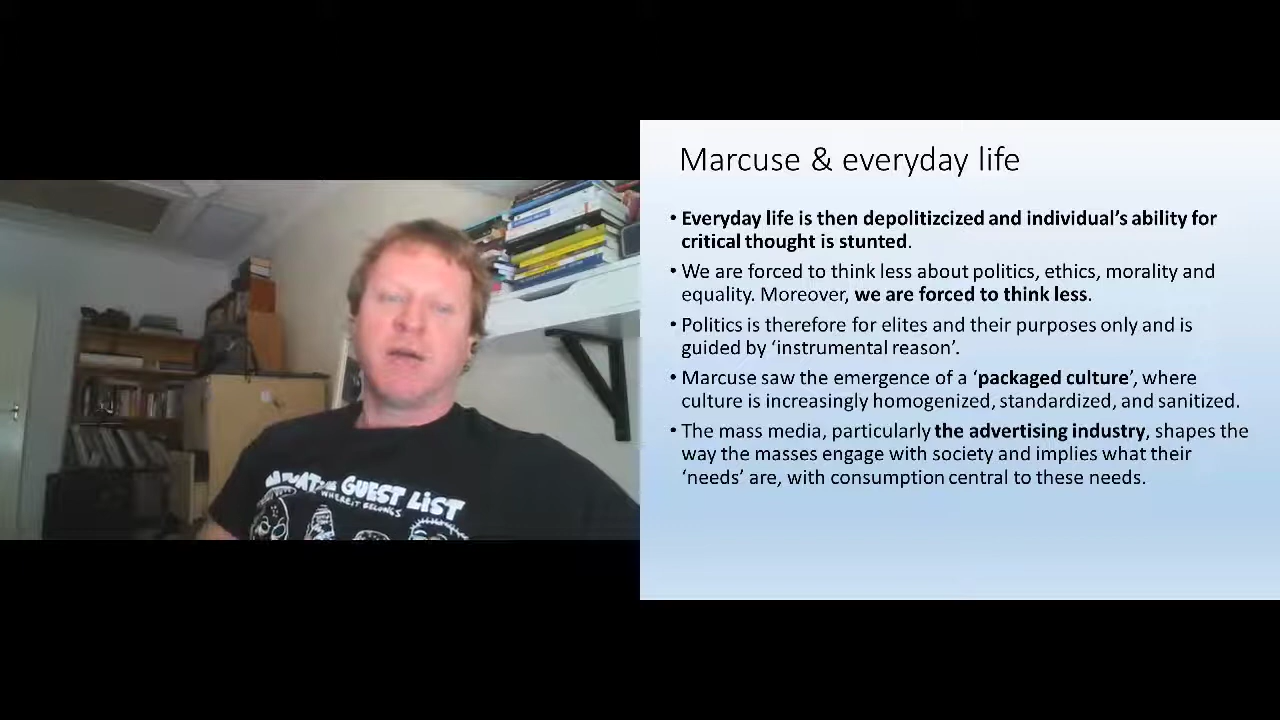 GUEST LiST
WHERE IT BELONGS
Marcuse & everyday life
• Everyday life is then depolitizcized and individual's ability for
critical thought is stunted.
• We are forced to think less about politics, ethics, morality and
equality. Moreover, we are forced to think less.
• Politics is therefore for elites and their purposes only and is
guided by ‘instrumental reason’.
• Marcuse saw the emergence of a ‘packaged culture’, where
culture is increasingly homogenized, standardized, and sanitized.
• The mass media, particularly the advertising industry, shapes the
way the masses engage with society and implies what their
‘needs’ are, with consumption central to these needs.